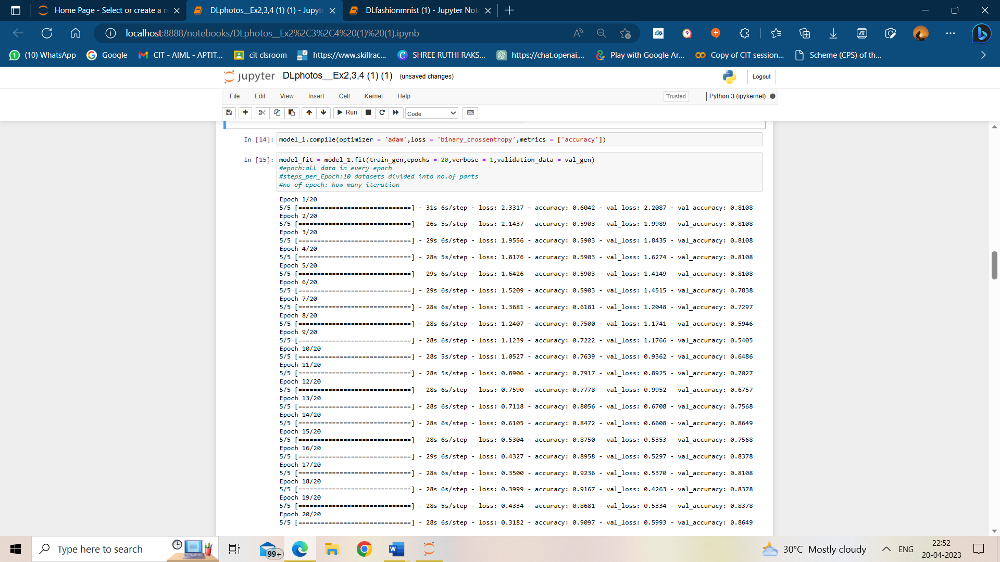 Home Page - Select or create a n
DLphotos__Ex2,3,4 (1) (1) - Jupyte
DLfashionmnist (1) - Jupyter Not
localhost:8888/notebooks/DLphotos__Ex2%2C3%2C4%20(1)%20(1).ipynb
(10) WhatsApp
Google
CIT - AIML - APTIT...
cit clsroom
https://www.skillrac...
SHREE RUTHI RAKS...
https://chat.openai....
Play with Google Ar...
Copy of CIT session...
Scheme (CPS) of th...
jupyter DLphotos__Ex2,3,4 (1) (1) (unsaved changes)
Logout
File Edit View Insert Cell Kernel Help
Trusted
Python 3 (ipykernel)
Run
Code
In [14]: model_1.compile(optimizer = 'adam',loss = 'binary_crossentropy',metrics = ['accuracy'])
In [15]: model_fit = model_1.fit(train_gen,epochs = 20,verbose = 1,validation_data = val_gen)
#epoch:all data in every epoch
#steps_per_Epoch:10 datasets divided into no.of parts
#no of epoch: how many iteration
Epoch 1/20
5/5 [==============================] - 31s 6s/step - loss: 2.3317 - accuracy: 0.6042 - val_loss: 2.2087 - val_accuracy: 0.8108
Epoch 2/20
5/5 [==============================] - 26s 5s/step - loss: 2.1437 - accuracy: 0.5903 - val_loss: 1.9989 - val_accuracy: 0.8108
Epoch 3/20
5/5 [==============================] - 29s 6s/step - loss: 1.9556 - accuracy: 0.5903 - val_loss: 1.8435 - val_accuracy: 0.8108
Epoch 4/20
5/5 [==============================] - 28s 5s/step - loss: 1.8176 - accuracy: 0.5903 - val_loss: 1.6274 - val_accuracy: 0.8108
Epoch 5/20
5/5 [==============================] - 29s 6s/step - loss: 1.6426 - accuracy: 0.5903 - val_loss: 1.4149 - val_accuracy: 0.8108
Epoch 6/20
5/5 [==============================] - 29s 6s/step - loss: 1.5209 - accuracy: 0.5903 - val_loss: 1.4515 - val_accuracy: 0.7838
Epoch 7/20
5/5 [==============================] - 28s 6s/step - loss: 1.3681 - accuracy: 0.6181 - val_loss: 1.2048 - val_accuracy: 0.7297
Epoch 8/20
5/5 [==============================] - 28s 6s/step - loss: 1.2407 - accuracy: 0.7500 - val_loss: 1.1741 - val_accuracy: 0.5946
Epoch 9/20
5/5 [==============================] - 28s 6s/step - loss: 1.1239 - accuracy: 0.7222 - val_loss: 1.1766 - val_accuracy: 0.5405
Epoch 10/20
5/5 [==============================] - 28s 5s/step - loss: 1.0527 - accuracy: 0.7639 - val_loss: 0.9362 - val_accuracy: 0.6486
Epoch 11/20
5/5 [==============================] - 28s 5s/step - loss: 0.8906 - accuracy: 0.7917 - val_loss: 0.8925 - val_accuracy: 0.7027
Epoch 12/20
5/5 [==============================] - 28s 6s/step - loss: 0.7590 - accuracy: 0.7778 - val_loss: 0.9952 - val_accuracy: 0.6757
Epoch 13/20
5/5 [==============================] - 28s 6s/step - loss: 0.7118 - accuracy: 0.8056 - val_loss: 0.6708 - val_accuracy: 0.7568
Epoch 14/20
5/5 [==============================] - 28s 6s/step - loss: 0.6105 - accuracy: 0.8472 - val_loss: 0.6608 - val_accuracy: 0.8649
Epoch 15/20
5/5 [==============================] - 28s 6s/step - loss: 0.5304 - accuracy: 0.8750 - val_loss: 0.5353 - val_accuracy: 0.7568
Epoch 16/20
5/5 [==============================] - 29s 6s/step - loss: 0.4327 - accuracy: 0.8958 - val_loss: 0.5297 - val_accuracy: 0.8378
Epoch 17/20
5/5 [==============================] - 28s 6s/step - loss: 0.3500 - accuracy: 0.9236 - val_loss: 0.5370 - val_accuracy: 0.8108
Epoch 18/20
5/5 [==============================] - 28s 6s/step - loss: 0.3999 - accuracy: 0.9167 - val_loss: 0.4263 - val_accuracy: 0.8378
Epoch 19/20
5/5 [==============================] - 28s 5s/step - loss: 0.4334 - accuracy: 0.8681 - val_loss: 0.5334 - val_accuracy: 0.8378
Epoch 20/20
5/5 [==============================] - 28s 6s/step - loss: 0.3182 - accuracy: 0.9097 - val_loss: 0.5993 - val_accuracy: 0.8649
Type here to search
99+
30°C Mostly cloudy
ENG
22:52
20-04-2023